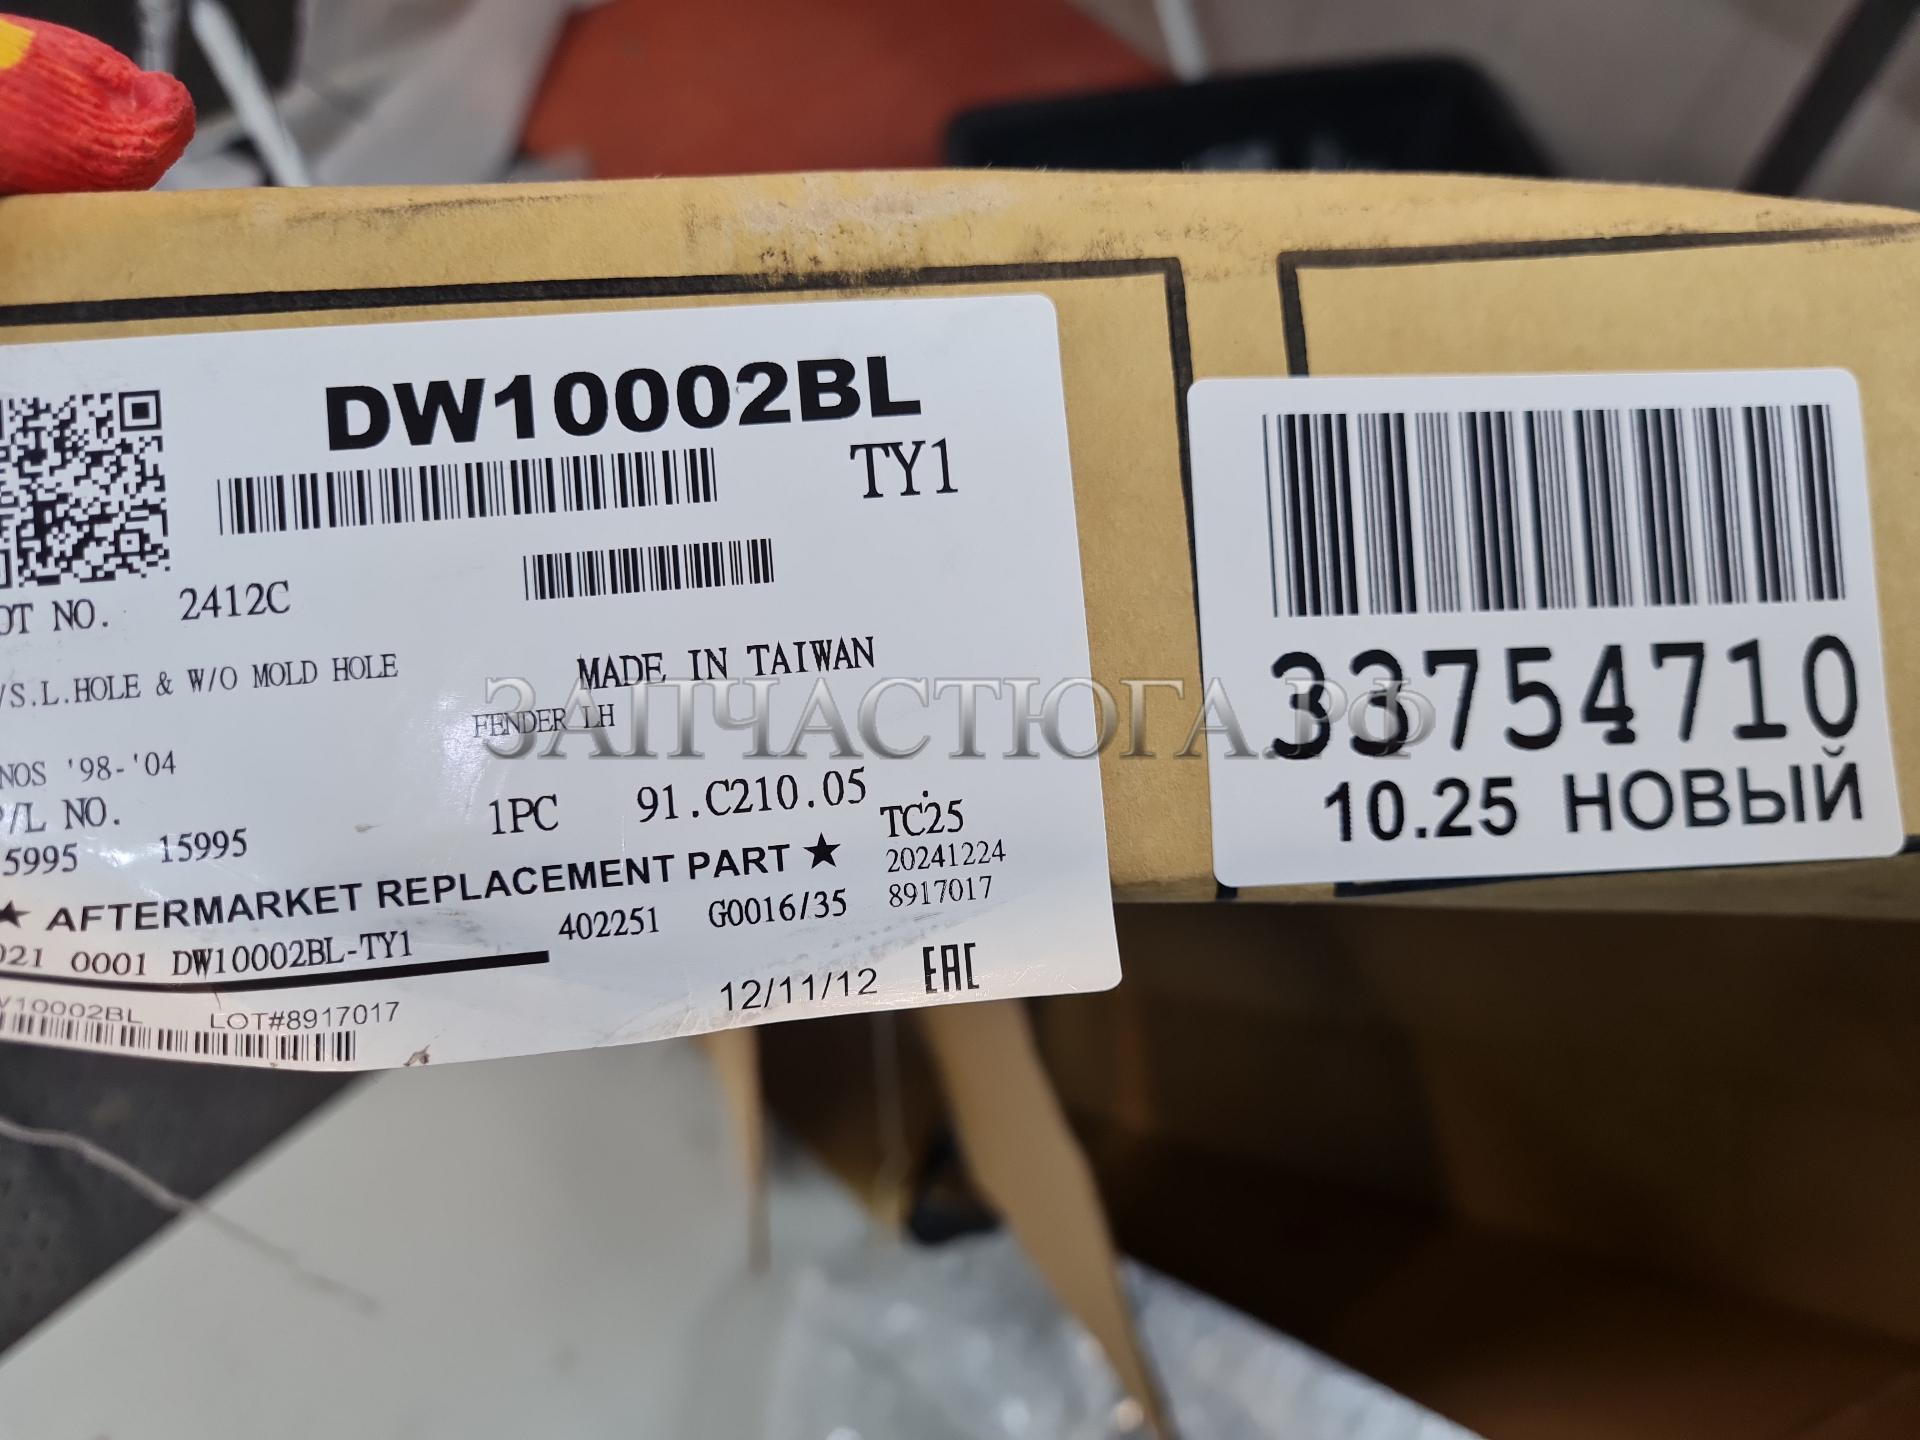 DW10002BL
TY1
OT NO. 2412C
/S.L.HOLE & W/O MOLD HOLE
MADE IN TAIWAN
FENDER LH
NOS '98-'04
/L NO.
1PC 91.C210.05
TC25
5995 15995
20241224
★ AFTERMARKET REPLACEMENT PART ★
8917017
021 0001 DW10002BL-TY1
402251 G0016/35
12/11/12 EAC
W10002BL LOT#8917017
33754710
10.25 НОВЫЙ
ЗАПЧАСТЮГА.РФ